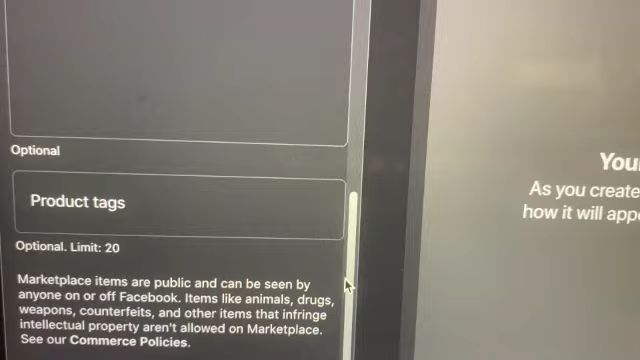 Optional
Product tags
Optional. Limit: 20
Marketplace items are public and can be seen by
anyone on or off Facebook. Items like animals, drugs,
weapons, counterfeits, and other items that infringe
intellectual property aren't allowed on Marketplace.
See our Commerce Policies.
As you create
how it will